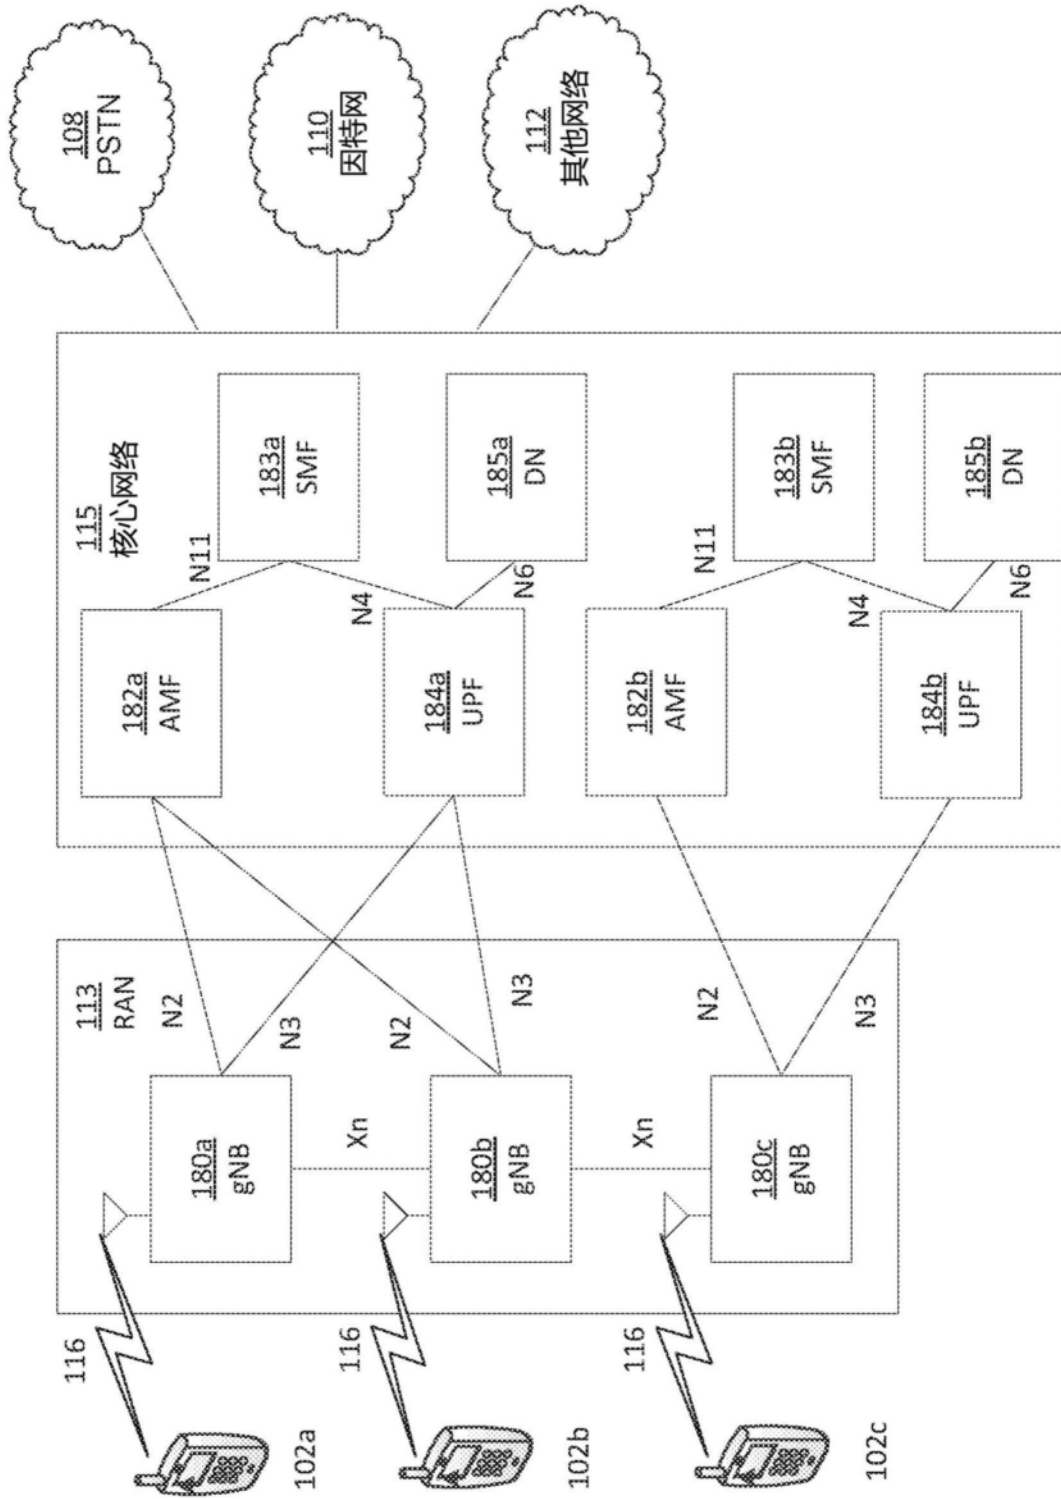 102a
116
113
RAN
180a
gNB
N2
N3
Xn
102b
116
180b
gNB
N2
N3
Xn
102c
116
180c
gNB
N2
N3
115
核心网络
182a
AMF
N11
183a
SMF
184a
UPF
N4
N6
185a
DN
182b
AMF
N11
183b
SMF
184b
UPF
N4
N6
185b
DN
108
PSTN
110
因特网
112
其他网络